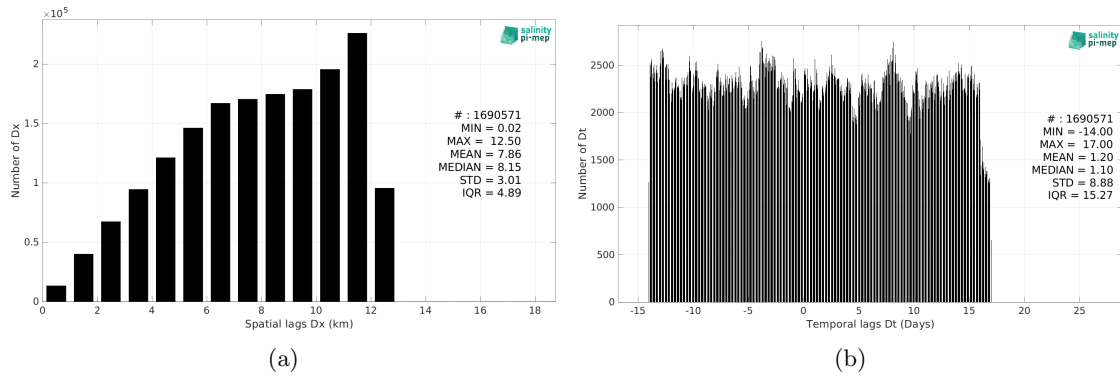 ×10^5
salinity
pi-mep
2
1.5
1
0.5
0
Number of Dx
# : 1690571
MIN = 0.02
MAX = 12.50
MEAN = 7.86
MEDIAN = 8.15
STD = 3.01
IQR = 4.89
0 2 4 6 8 10 12 14 16 18
Spatial lags Dx (km)
(a)
salinity
pi-mep
2500
2000
1500
1000
500
0
Number of Dt
# : 1690571
MIN = -14.00
MAX = 17.00
MEAN = 1.20
MEDIAN = 1.10
STD = 8.88
IQR = 15.27
-15 -10 -5 0 5 10 15 20 25
Temporal lags Dt (Days)
(b)